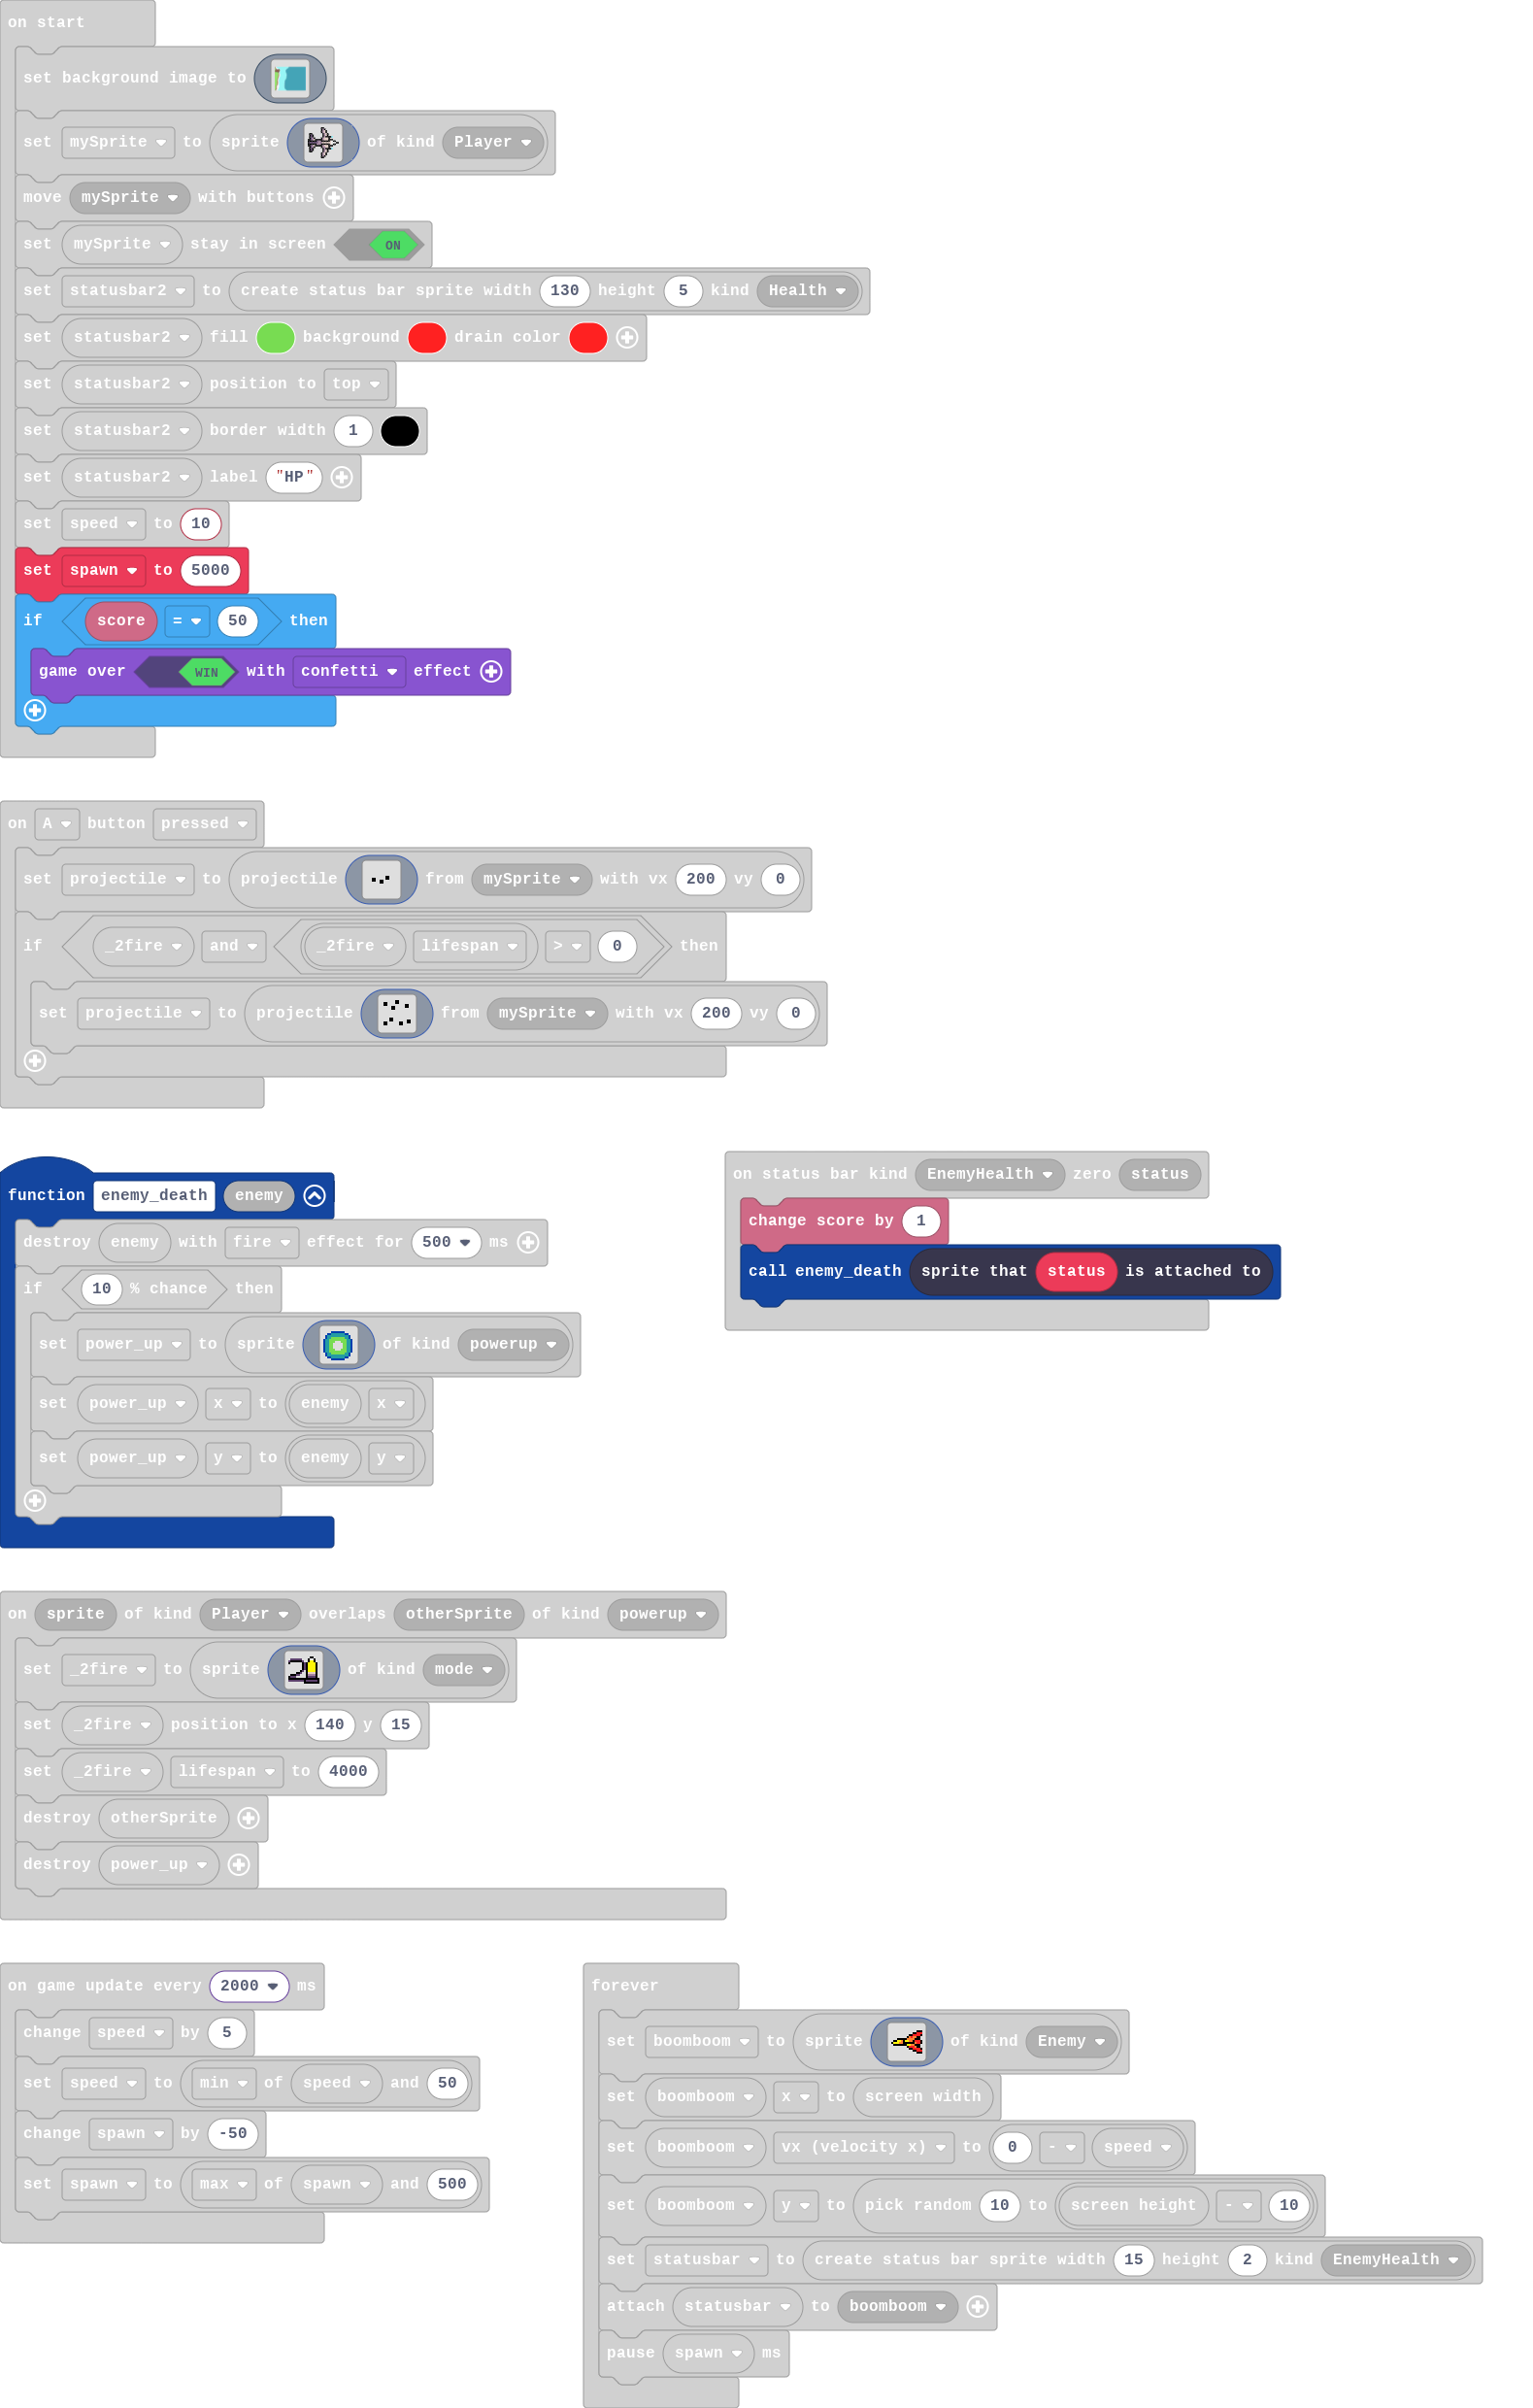 on start
set background image to
set mySprite to sprite of kind Player
move mySprite with buttons
set mySprite stay in screen ON
set statusbar2 to create status bar sprite width 130 height 5 kind Health
set statusbar2 fill background drain color
set statusbar2 position to top
set statusbar2 border width 1
set statusbar2 label "HP"
set speed to 10
set spawn to 5000
if score = 50 then
game over WIN with confetti effect
on A button pressed
set projectile to projectile from mySprite with vx 200 vy 0
if _2fire and _2fire lifespan > 0 then
set projectile to projectile from mySprite with vx 200 vy 0
function enemy_death enemy
destroy enemy with fire effect for 500 ms
if 10 % chance then
set power_up to sprite of kind powerup
set power_up x to enemy x
set power_up y to enemy y
on status bar kind EnemyHealth zero status
change score by 1
call enemy_death sprite that status is attached to
on sprite of kind Player overlaps otherSprite of kind powerup
set _2fire to sprite of kind mode
set _2fire position to x 140 y 15
set _2fire lifespan to 4000
destroy otherSprite
destroy power_up
on game update every 2000 ms
change speed by 5
set speed to min of speed and 50
change spawn by -50
set spawn to max of spawn and 500
forever
set boomboom to sprite of kind Enemy
set boomboom x to screen width
set boomboom vx (velocity x) to 0 - speed
set boomboom y to pick random 10 to screen height - 10
set statusbar to create status bar sprite width 15 height 2 kind EnemyHealth
attach statusbar to boomboom
pause spawn ms